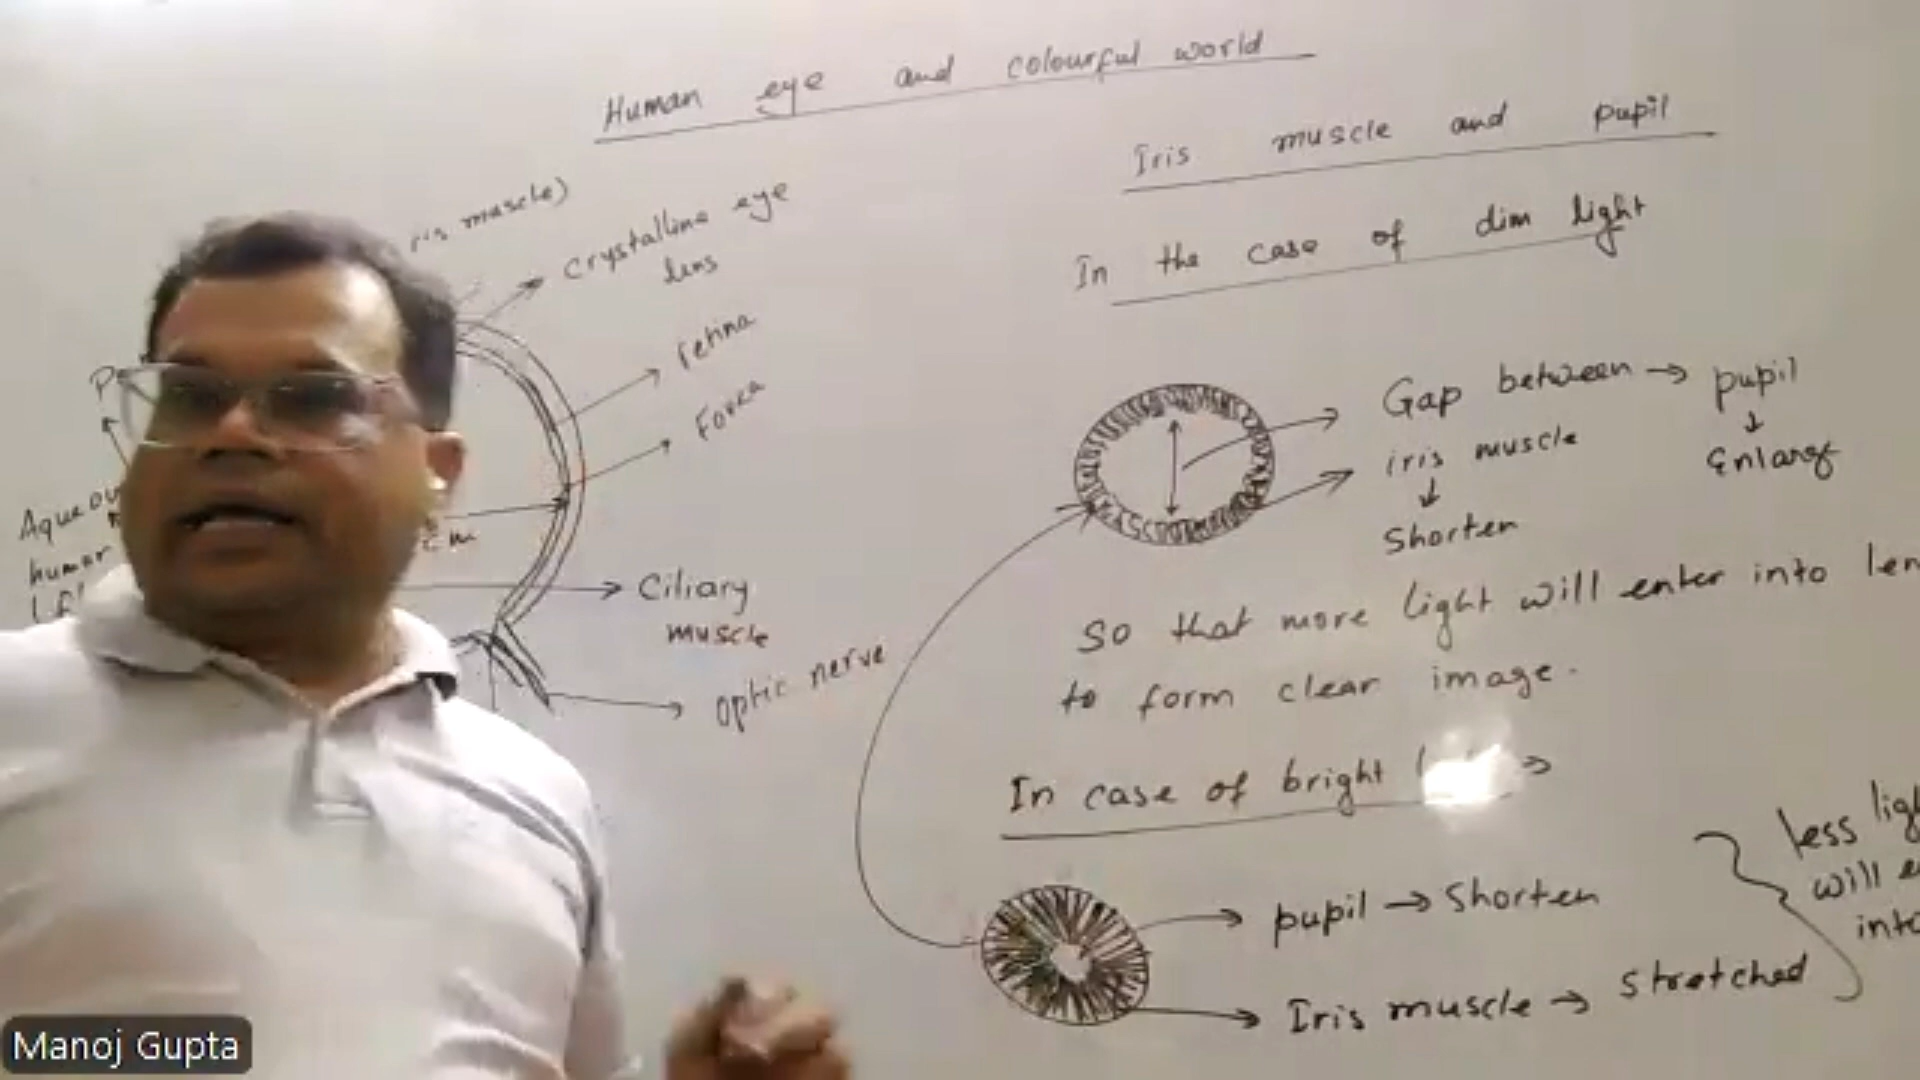 Human eye and colourful world
Iris muscle and pupil
In the case of dim light
muscle)
crystalline eye
lens
retina
Fovea
Ciliary
muscle
optic nerve
human
Gap between → pupil
↓
Enlarge
iris muscle
↓
Shorten
So that more light will enter into
to form clear image.
In case of bright
pupil → Shorten
Iris muscle → Stretched
less
will
Manoj Gupta